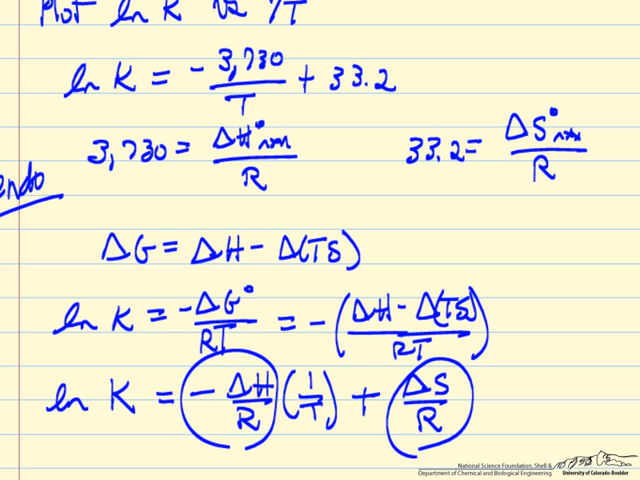 Plot ln K vs 1/T
ln K = -3,730/T + 33.2
3,730 = ΔH°rxn/R 33.2 = ΔS°rxn/R
endo
ΔG = ΔH - Δ(TS)
ln K = -ΔG°/RT = -(ΔH - Δ(TS)/RT)
ln K = -ΔH/R (1/T) + ΔS/R
National Science Foundation, Shell &
Department of Chemical and Biological Engineering
University of Colorado-Boulder